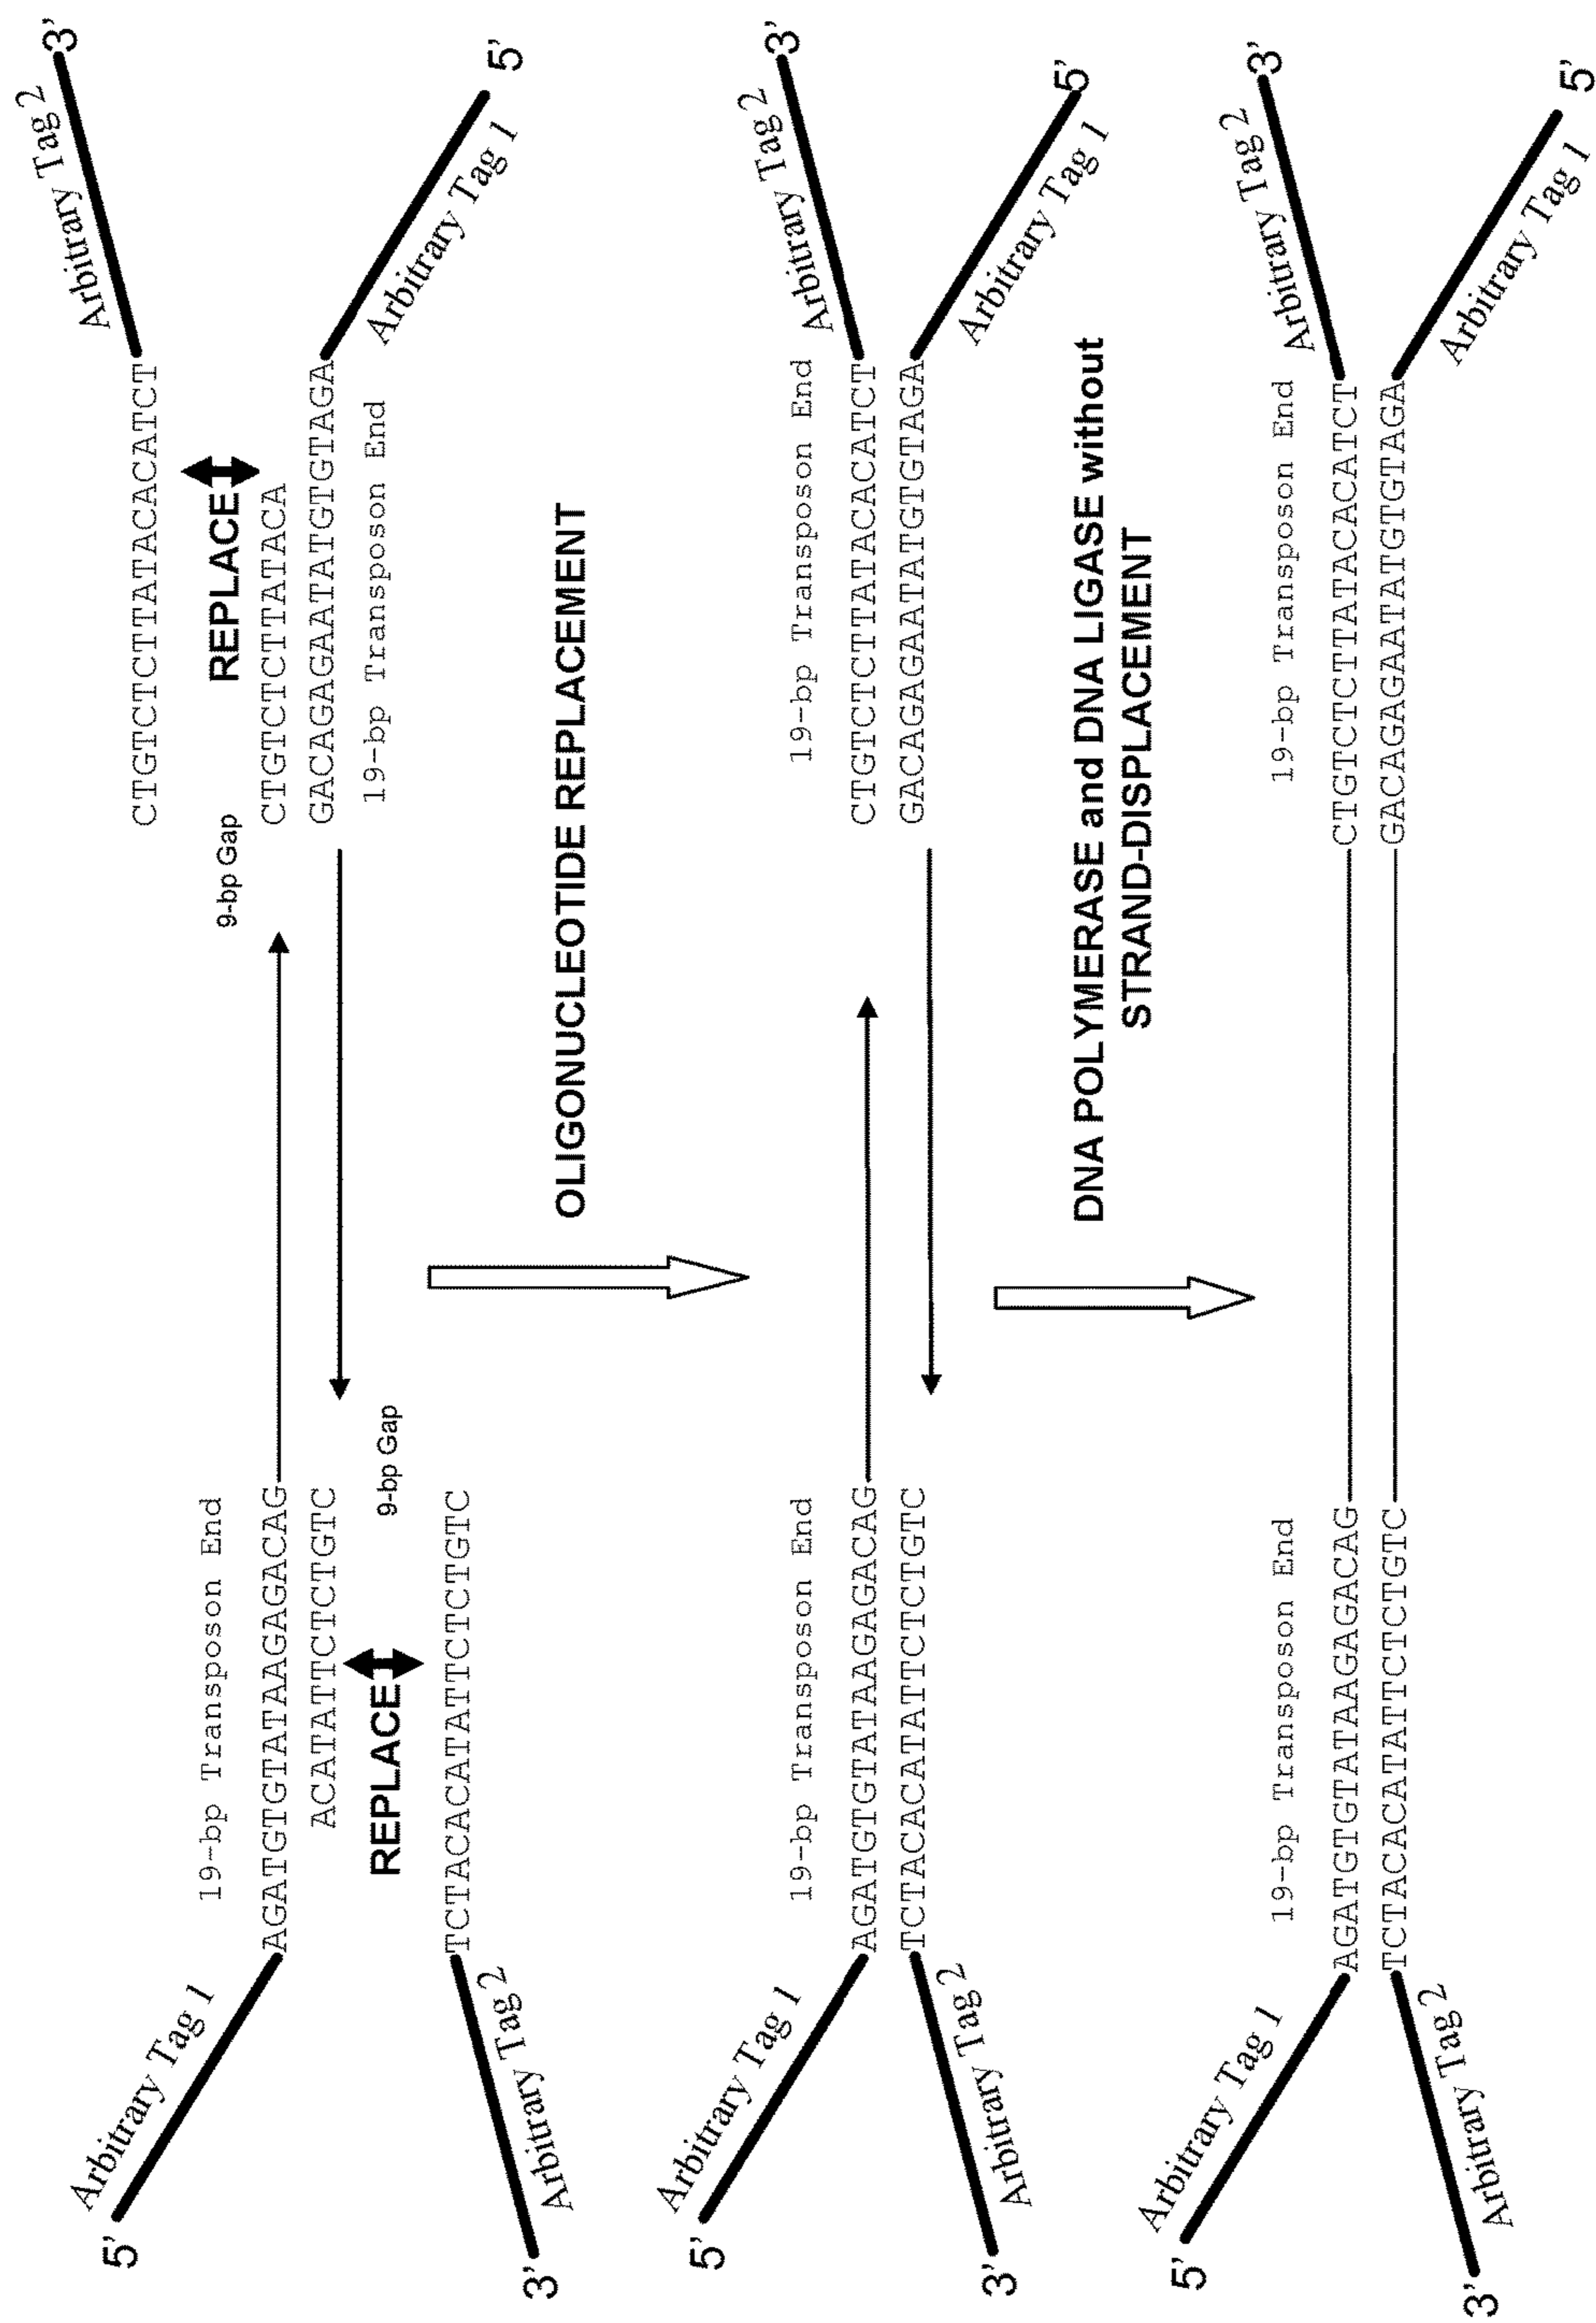 Arbitrary Tag 2
3'
CTGTCTCTTATACACATCT
5'
Arbitrary Tag 1
19-bp Transposon End
9-bp Gap
REPLACE
AGATGTGTATAAGAGACAG
CTGTCTCTTATACA
ACATATTCTCTGTC
GACAGAGAATATGTGTAGA
REPLACE
9-bp Gap
19-bp Transposon End
Arbitrary Tag 1
5'
TCTACACATATTCTCTGTC
3'
Arbitrary Tag 2
OLIGONUCLEOTIDE REPLACEMENT
5'
Arbitrary Tag 1
19-bp Transposon End
19-bp Transposon End
Arbitrary Tag 2
3'
AGATGTGTATAAGAGACAG
CTGTCTCTTATACACATCT
TCTACACATATTCTCTGTC
GACAGAGAATATGTGTAGA
3'
Arbitrary Tag 2
Arbitrary Tag 1
5'
DNA POLYMERASE and DNA LIGASE without
STRAND-DISPLACEMENT
5'
Arbitrary Tag 1
19-bp Transposon End
19-bp Transposon End
Arbitrary Tag 2
3'
AGATGTGTATAAGAGACAG
CTGTCTCTTATACACATCT
TCTACACATATTCTCTGTC
GACAGAGAATATGTGTAGA
3'
Arbitrary Tag 2
Arbitrary Tag 1
5'